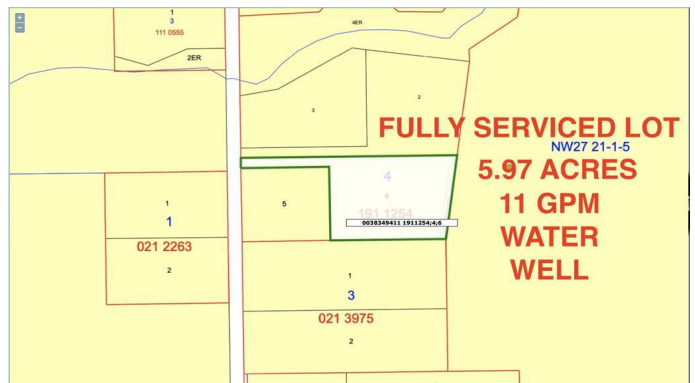 +
−
1
3
111 0555
2ER
4ER
3
2
FULLY SERVICED LOT
NW27 21-1-5
5.97 ACRES
11 GPM
WATER
WELL
4
6
191 1254
0038349411 1911254;4;6
5
1
1
021 2263
2
1
3
021 3975
2